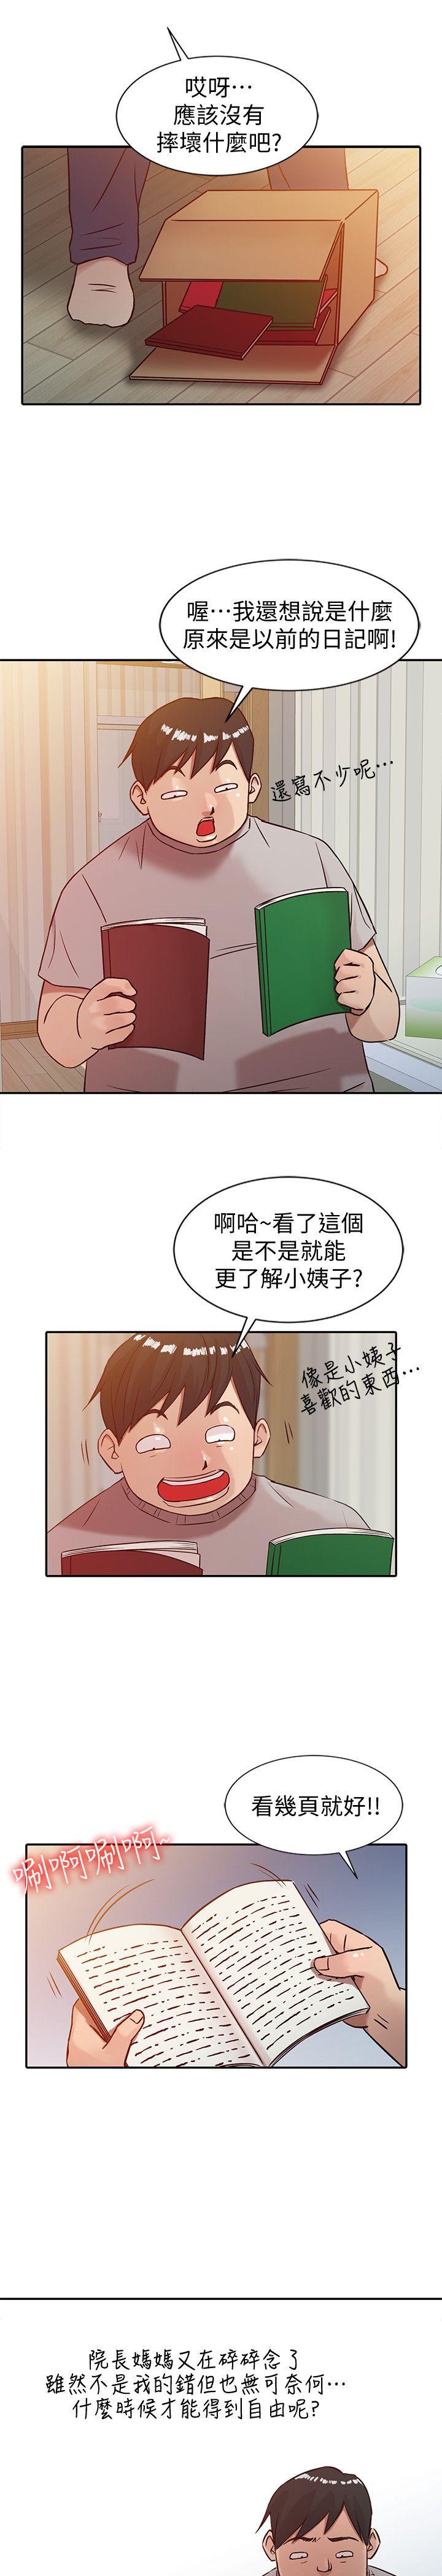 哎呀⋯
應該沒有
摔壞什麼吧?
喔⋯我還想說是什麼
原來是以前的日記啊!
還寫不少呢⋯
啊哈~看了這個
是不是就能
更了解小姨子?
像是小姨子
喜歡的東西⋯
看幾頁就好!!
唰啊唰啊~
院長媽媽又在碎碎念了
雖然不是我的錯但也無可奈何⋯
什麼時候才能得到自由呢?